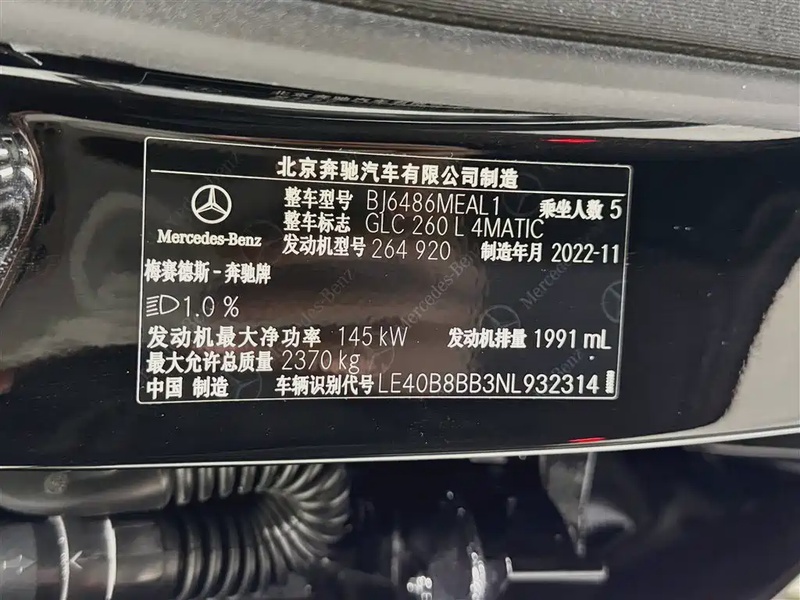 北京奔驰汽车有限公司制造
Mercedes-Benz
整车型号 BJ6486MEAL1 乘坐人数 5
整车标志 GLC 260 L 4MATIC
发动机型号 264 920 制造年月 2022-11
梅赛德斯-奔驰牌
1.0 %
发动机最大净功率 145 kW 发动机排量 1991 mL
最大允许总质量 2370 kg
中国 制造 车辆识别代号 LE40B8BB3NL932314